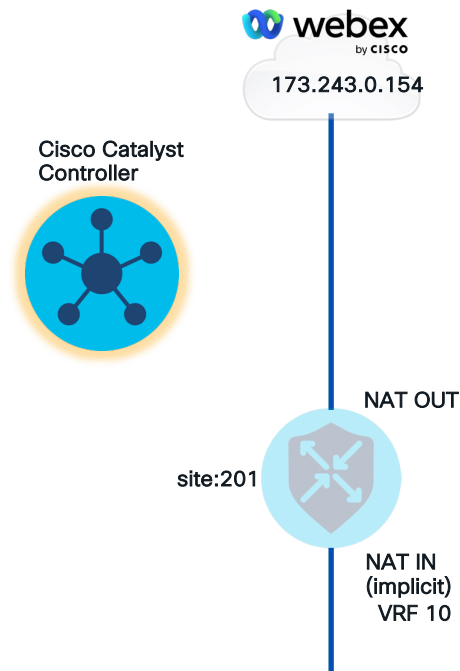 webex
by CISCO
173.243.0.154
Cisco Catalyst
Controller
NAT OUT
site:201
NAT IN
(implicit)
VRF 10